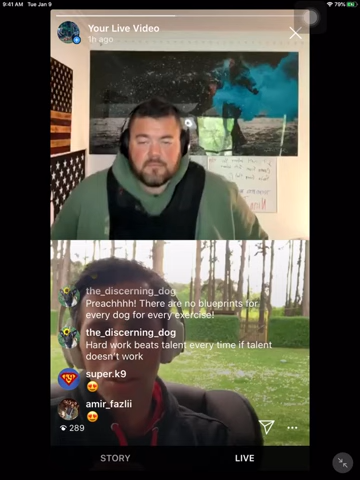 9:41 AM Tue Jan 9
79%
Your Live Video
1h ago
the_discerning_dog
Preachhhh! There are no blueprints for
every dog for every exercise!
the_discerning_dog
Hard work beats talent every time if talent
doesn't work
super.k9
😍
amir_fazlii
😍
289
STORY LIVE